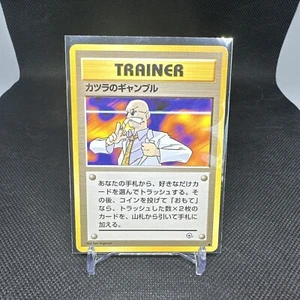 TRAINER
カツラのギャンブル
あなたの手札から、好きなだけカ
ードを選んでトラッシュする。そ
の後、コインを投げて「おもて」
なら、トラッシュした数×2枚の
カードを、山札から引いて手札に
加える。